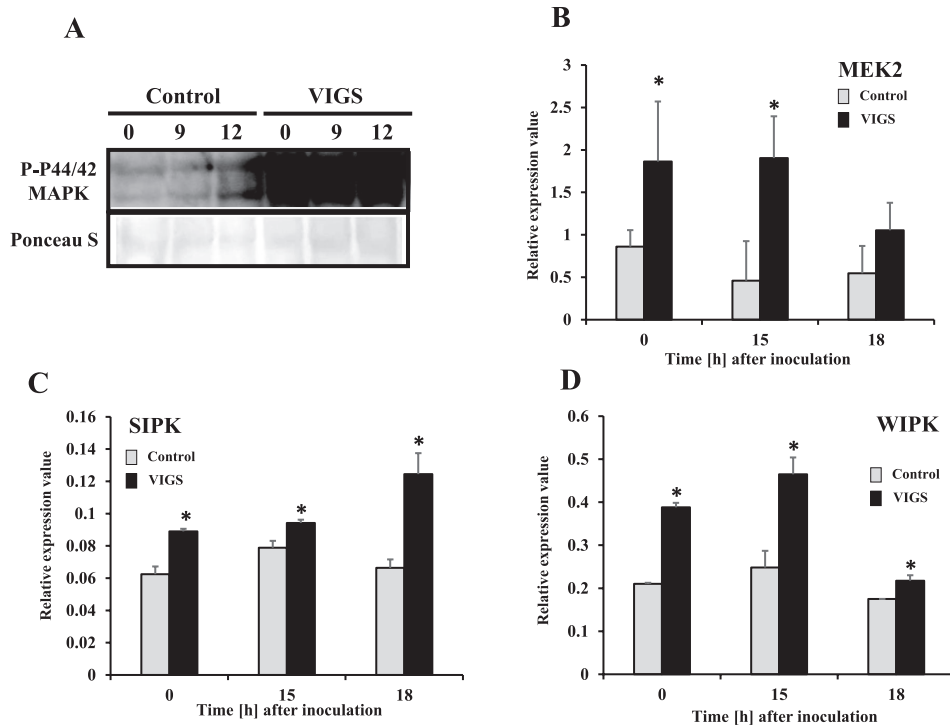 A
Control VIGS
0 9 12 0 9 12
P-P44/42
MAPK
Ponceau S
B
MEK2
Control
VIGS
Relative expression value
3
2.5
2
1.5
1
0.5
0
* *
0 15 18
Time [h] after inoculation
C
SIPK
Control
VIGS
Relative expression value
0.16
0.14
0.12
0.1
0.08
0.06
0.04
0.02
0
* * *
0 15 18
Time [h] after inoculation
D
WIPK
Control
VIGS
Relative expression value
0.6
0.5
0.4
0.3
0.2
0.1
0
* * *
0 15 18
Time [h] after inoculation